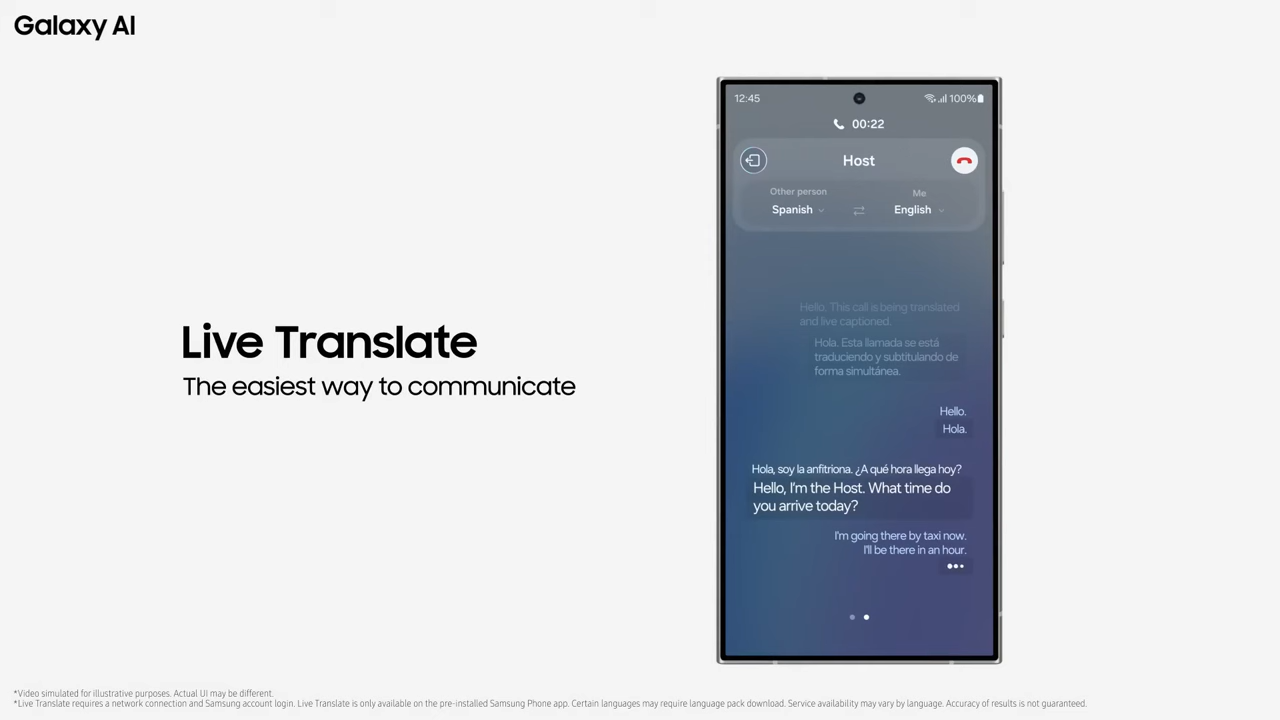 Galaxy AI
Live Translate
The easiest way to communicate
12:45
100%
00:22
Host
Other person
Me
Spanish
English
Hello. This call is being translated
and live captioned.
Hola. Esta llamada se está
traduciendo y subtitulando de
forma simultánea.
Hello.
Hola.
Hola, soy la anfitriona. ¿A qué hora llega hoy?
Hello, I'm the Host. What time do
you arrive today?
I'm going there by taxi now.
I'll be there in an hour.
*Video simulated for illustrative purposes. Actual UI may be different.
*Live Translate requires a network connection and Samsung account login. Live Translate is only available on the pre-installed Samsung Phone app. Certain languages may require language pack download. Service availability may vary by language. Accuracy of results is not guaranteed.